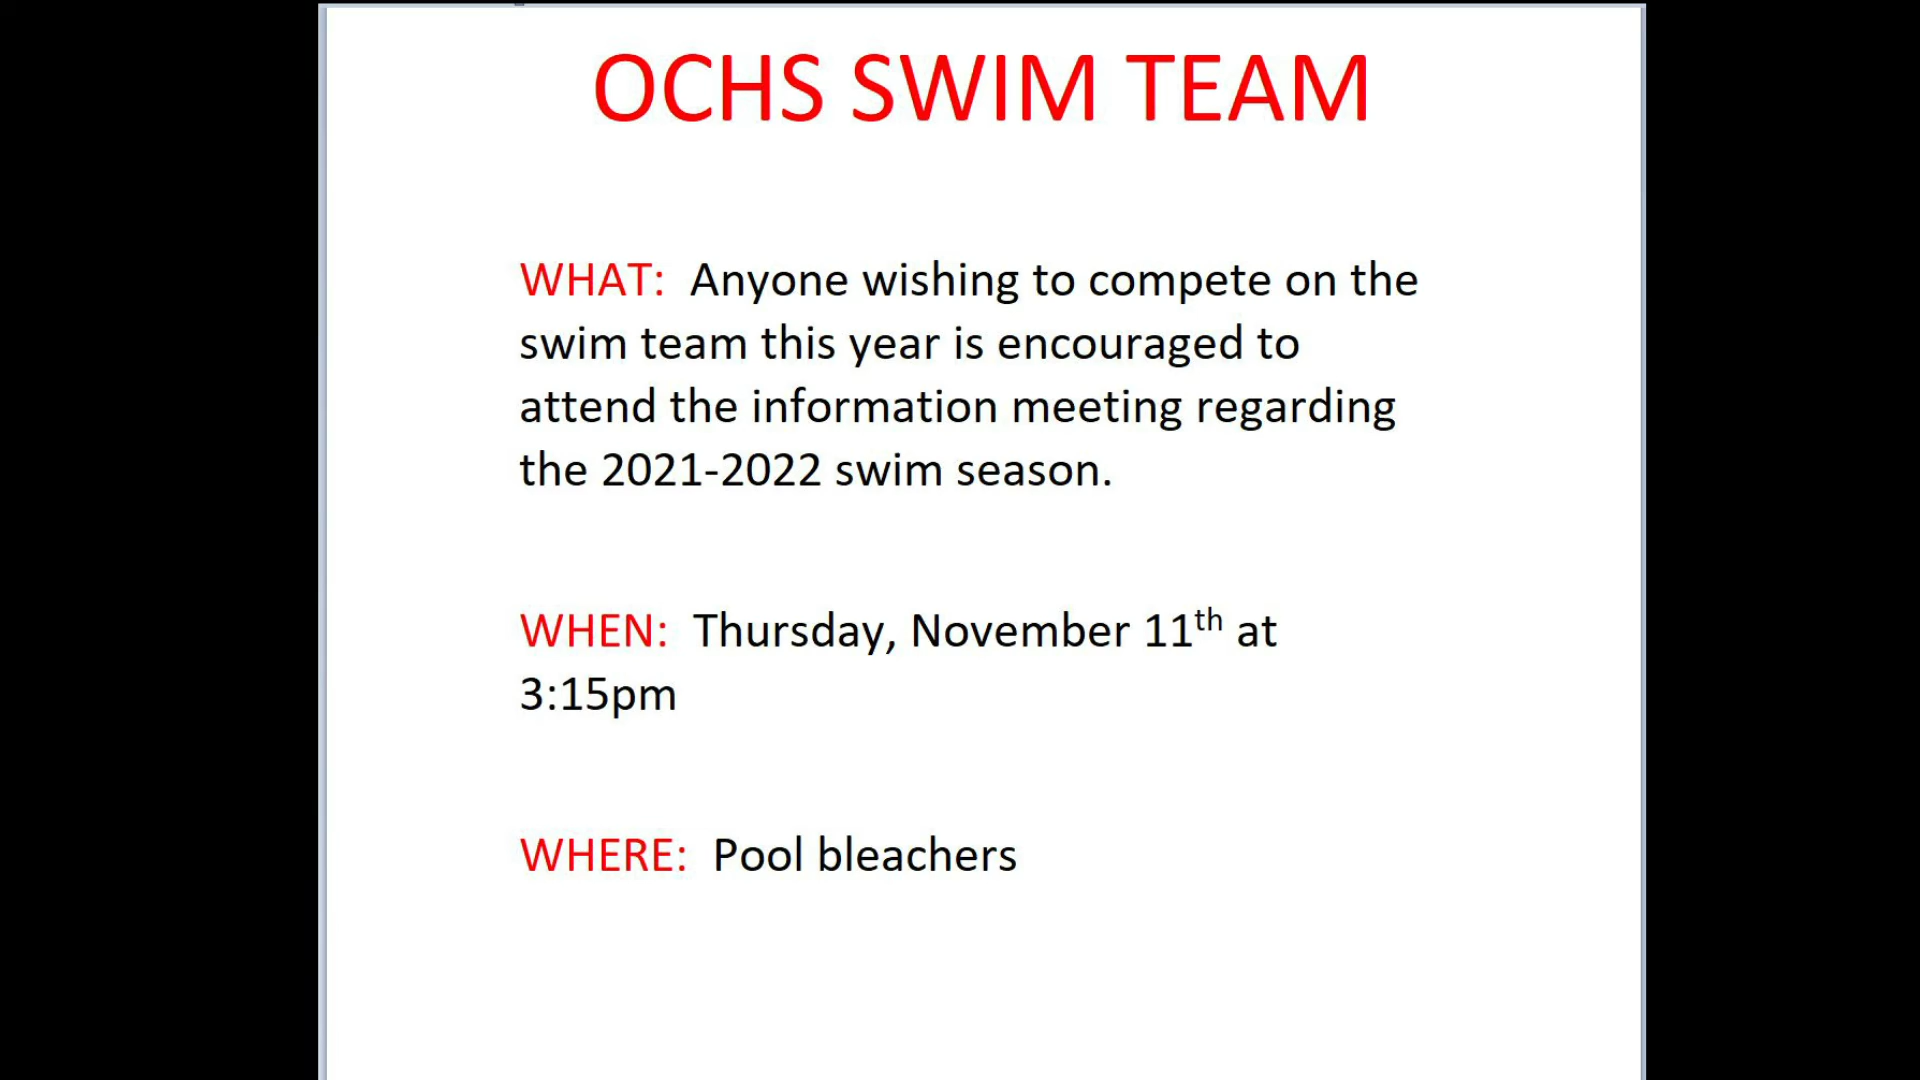 OCHS SWIM TEAM
WHAT: Anyone wishing to compete on the
swim team this year is encouraged to
attend the information meeting regarding
the 2021-2022 swim season.
WHEN: Thursday, November 11th at
3:15pm
WHERE: Pool bleachers